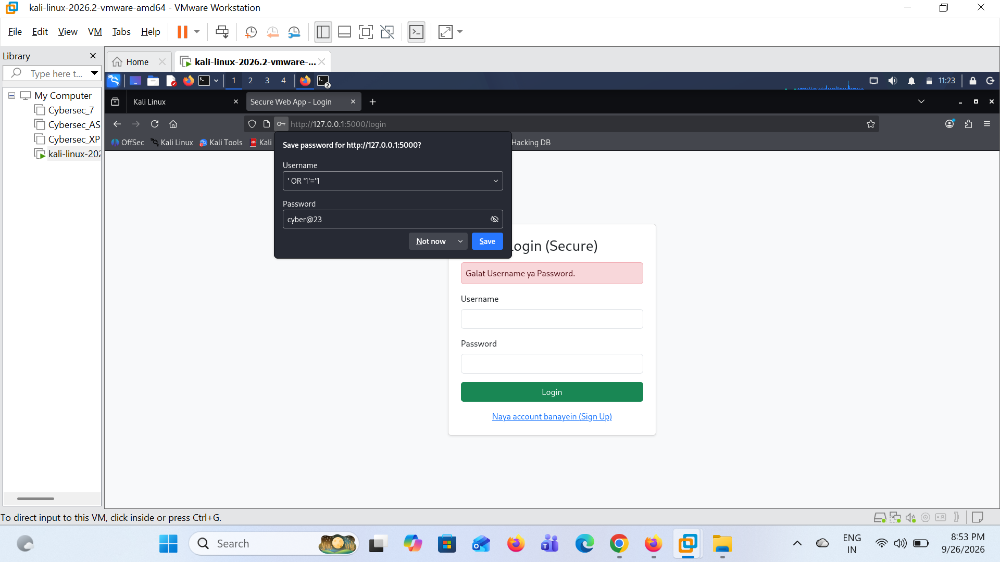 kali-linux-2026.2-vmware-amd64 - VMware Workstation
File Edit View VM Tabs Help
Library
Type here t...
My Computer
Cybersec_7
Cybersec_AS
Cybersec_XP
kali-linux-202
Home
kali-linux-2026.2-vmware-...
1 2 3 4
2
11:23
Kali Linux
Secure Web App - Login
http://127.0.0.1:5000/login
OffSec Kali Linux Kali Tools Kali Hacking DB
Save password for http://127.0.0.1:5000?
Username
' OR '1'='1
Password
cyber@23
Not now
Save
Login (Secure)
Galat Username ya Password.
Username
Password
Login
Naya account banayein (Sign Up)
To direct input to this VM, click inside or press Ctrl+G.
Search
ENG
IN
8:53 PM
9/26/2026